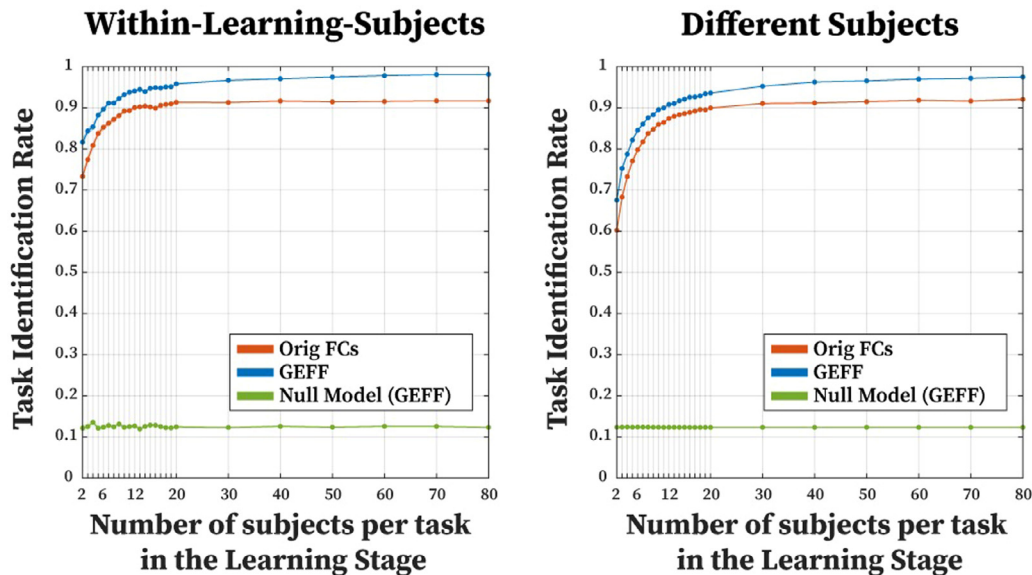 Within-Learning-Subjects
Task Identification Rate
1
0.9
0.8
0.7
0.6
0.5
0.4
0.3
0.2
0.1
0
Orig FCs
GEFF
Null Model (GEFF)
2 6 12 20 30 40 50 60 70 80
Number of subjects per task
in the Learning Stage
Different Subjects
Task Identification Rate
1
0.9
0.8
0.7
0.6
0.5
0.4
0.3
0.2
0.1
0
Orig FCs
GEFF
Null Model (GEFF)
2 6 12 20 30 40 50 60 70 80
Number of subjects per task
in the Learning Stage